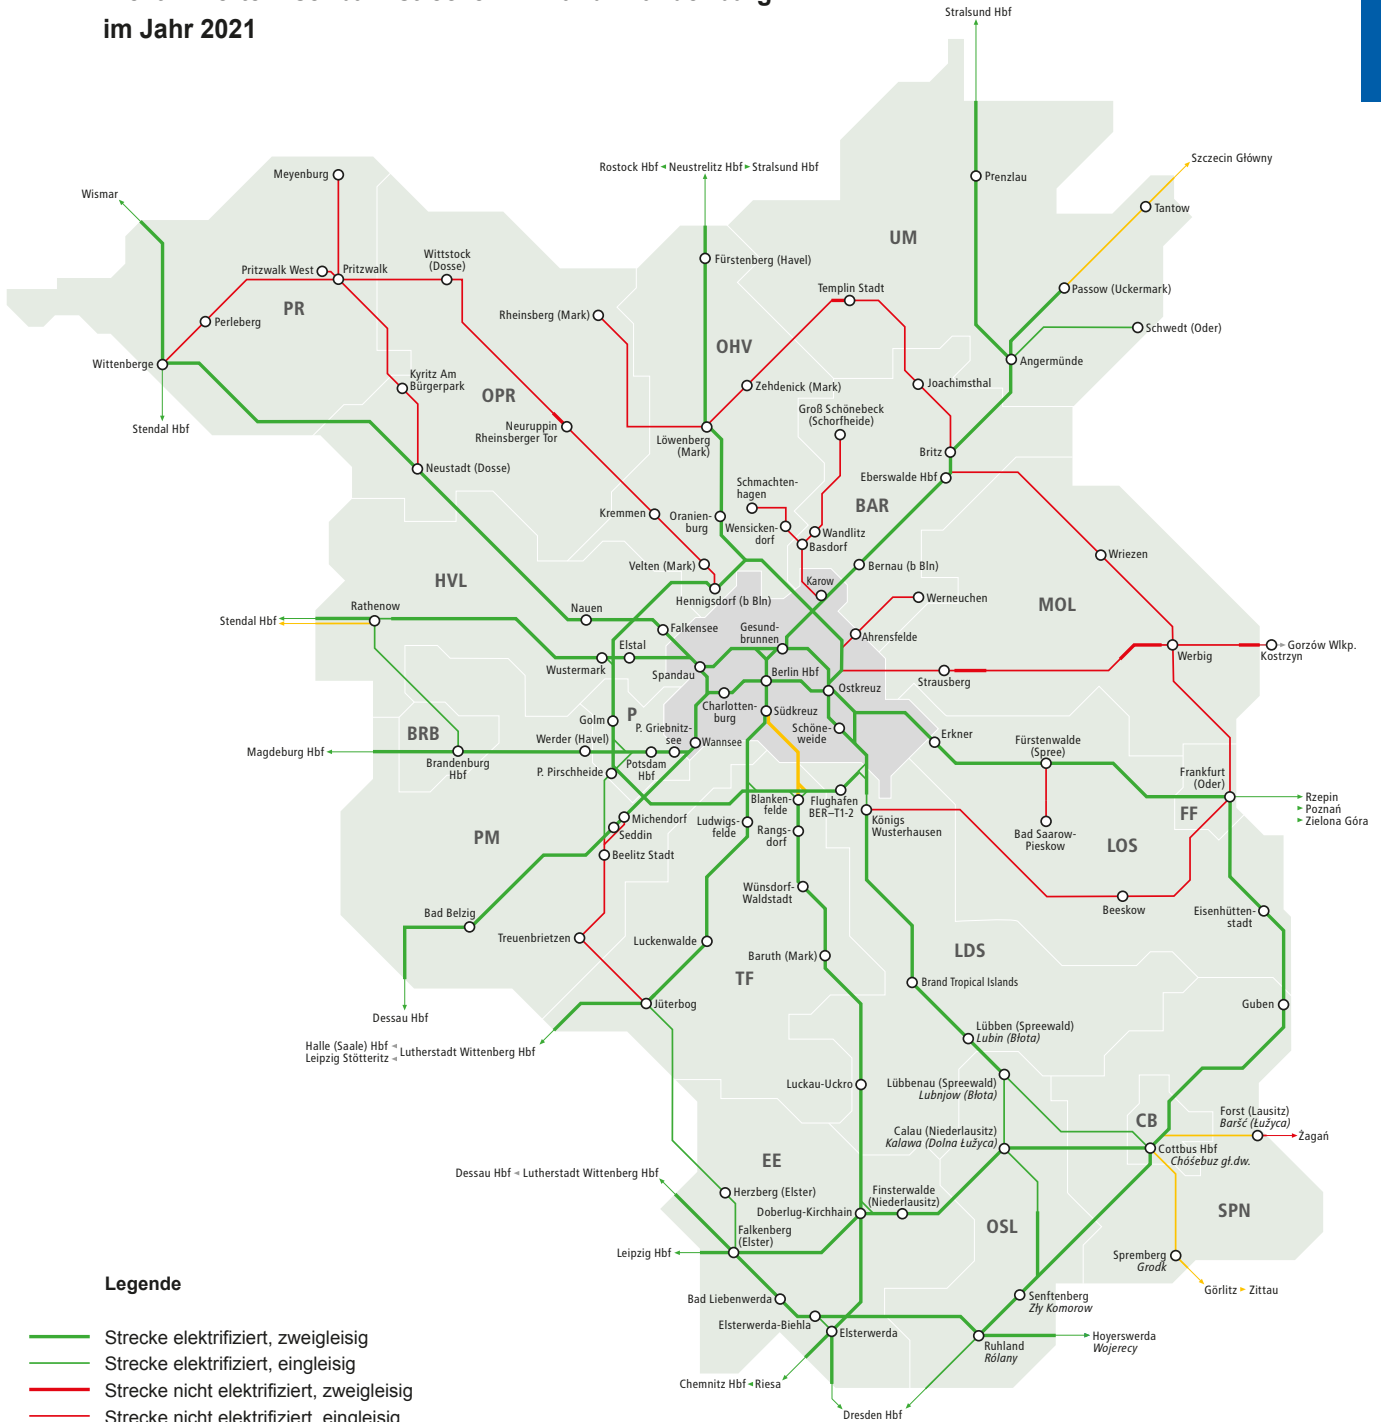 im Jahr 2021
Stralsund Hbf
Rostock Hbf
Neustrelitz Hbf
Stralsund Hbf
Szczecin Główny
Meyenburg
Prenzlau
Wismar
Tantow
UM
Wittstock
(Dosse)
Fürstenberg (Havel)
Pritzwalk West
Pritzwalk
Templin Stadt
Passow (Uckermark)
PR
Perleberg
Rheinsberg (Mark)
Schwedt (Oder)
OHV
Wittenberge
Angermünde
Kyritz Am
Bürgerpark
Zehdenick (Mark)
Joachimsthal
OPR
Groß Schönebeck
(Schorfheide)
Stendal Hbf
Neuruppin
Rheinsberger Tor
Löwenberg
(Mark)
Britz
Neustadt (Dosse)
Eberswalde Hbf
Schmachten-
hagen
BAR
Kremmen
Oranien-
burg
Wensicken-
dorf
Wandlitz
Basdorf
Wriezen
Velten (Mark)
Bernau (b Bln)
HVL
Karow
Hennigsdorf (b Bln)
Werneuchen
MOL
Rathenow
Nauen
Stendal Hbf
Falkensee
Gesund-
brunnen
Ahrensfelde
Elstal
Gorzów Wlkp.
Kostrzyn
Werbig
Wustermark
Spandau
Berlin Hbf
Strausberg
Ostkreuz
Charlotten-
burg
Südkreuz
P
Golm
P. Griebnitz-
see
Schöne-
weide
BRB
Werder (Havel)
Wannsee
Erkner
Fürstenwalde
(Spree)
Magdeburg Hbf
Brandenburg
Hbf
Potsdam
Hbf
P. Pirschheide
Frankfurt
(Oder)
Rzepin
Poznań
Zielona Góra
Blanken-
felde
Flughafen
BER–T1-2
Michendorf
Ludwigs-
felde
Königs
Wusterhausen
FF
Seddin
Rangs-
dorf
Bad Saarow-
Pieskow
PM
LOS
Beelitz Stadt
Wünsdorf-
Waldstadt
Beeskow
Bad Belzig
Eisenhütten-
stadt
Treuenbrietzen
Luckenwalde
Baruth (Mark)
LDS
TF
Brand Tropical Islands
Jüterbog
Guben
Dessau Hbf
Lübben (Spreewald)
Lubin (Błota)
Halle (Saale) Hbf
Leipzig Stötteritz
Lutherstadt Wittenberg Hbf
Luckau-Uckro
Lübbenau (Spreewald)
Lubnjow (Błota)
CB
Forst (Lausitz)
Baršć (Łužyca)
Żagań
Calau (Niederlausitz)
Kalawa (Dolna Łužyca)
Cottbus Hbf
Chóśebuz gł.dw.
EE
Dessau Hbf
Lutherstadt Wittenberg Hbf
Herzberg (Elster)
Finsterwalde
(Niederlausitz)
Doberlug-Kirchhain
SPN
OSL
Falkenberg
(Elster)
Leipzig Hbf
Spremberg
Grodk
Görlitz
Zittau
Legende
Bad Liebenwerda
Senftenberg
Zły Komorow
Elsterwerda-Biehla
Elsterwerda
Strecke elektrifiziert, zweigleisig
Ruhland
Rólany
Hoyerswerda
Wojerecy
Strecke elektrifiziert, eingleisig
Chemnitz Hbf
Riesa
Strecke nicht elektrifiziert, zweigleisig
Strecke nicht elektrifiziert, eingleisig
Dresden Hbf